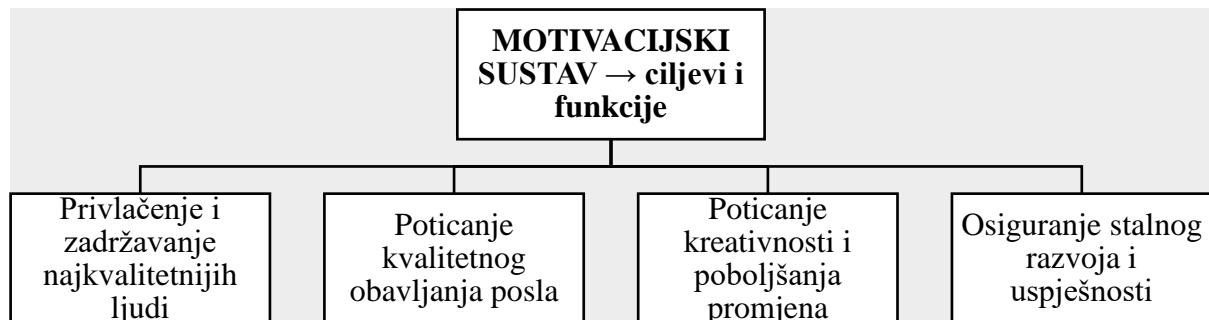 MOTIVACIJSKI
SUSTAV → ciljevi i
funkcije
Privlačenje i
zadržavanje
najkvalitetnijih
ljudi
Poticanje
kvalitetnog
obavljanja posla
Poticanje
kreativnosti i
poboljšanja
promjena
Osiguranje stalnog
razvoja i
uspješnosti